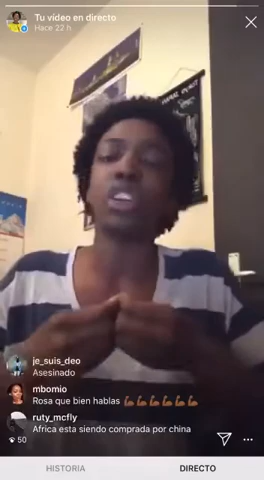 Tu vídeo en directo
Hace 22 h
je_suis_deo
Asesinado
mbomio
Rosa que bien hablas 💪🏾💪🏾💪🏾💪🏾💪🏾💪🏾
ruty_mcfly
Africa esta siendo comprada por china
50
HISTORIA
DIRECTO